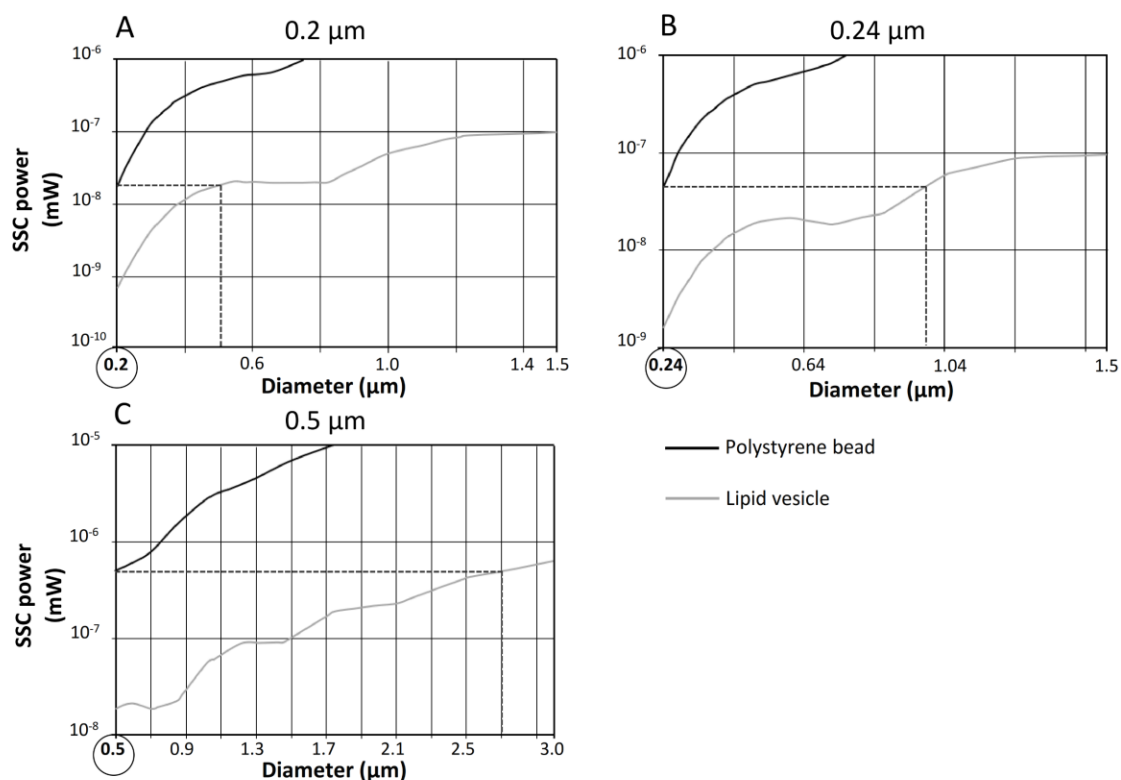 A
0.2 µm
10⁻⁶
10⁻⁷
10⁻⁸
10⁻⁹
10⁻¹⁰
SSC power
(mW)
0.2
0.6
1.0
1.4
1.5
Diameter (µm)
B
0.24 µm
10⁻⁶
10⁻⁷
10⁻⁸
10⁻⁹
0.24
0.64
1.04
1.5
Diameter (µm)
C
0.5 µm
10⁻⁵
10⁻⁶
10⁻⁷
10⁻⁸
SSC power
(mW)
0.5
0.9
1.3
1.7
2.1
2.5
3.0
Diameter (µm)
Polystyrene bead
Lipid vesicle